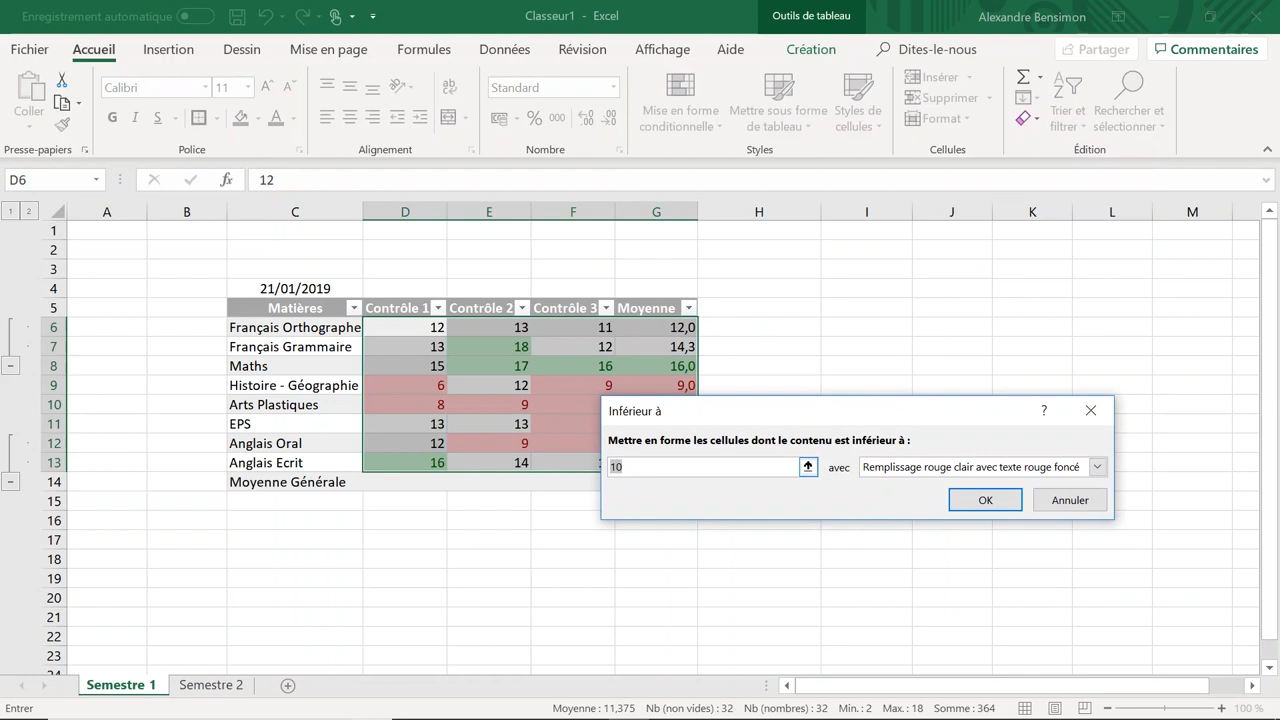 Enregistrement automatique
Classeur1 - Excel
Outils de tableau
Alexandre Bensimon
Fichier Accueil Insertion Dessin Mise en page Formules Données Révision Affichage Aide Création Dites-le-nous Partager Commentaires
Coller
Calibri 11
G I S
Standard
% 000
Mise en forme conditionnelle
Mettre sous forme de tableau
Styles de cellules
Insérer
Supprimer
Format
Trier et filtrer
Rechercher et sélectionner
Presse-papiers Police Alignement Nombre Styles Cellules Édition
D6 fx 12
1 2 A B C D E F G H I J K L M
1
2
3
4 21/01/2019
5 Matières Contrôle 1 Contrôle 2 Contrôle 3 Moyenne
6 Français Orthographe 12 13 11 12,0
7 Français Grammaire 13 18 12 14,3
8 Maths 15 17 16 16,0
9 Histoire - Géographie 6 12 9 9,0
10 Arts Plastiques 8 9
11 EPS 13 13
12 Anglais Oral 12 9
13 Anglais Ecrit 16 14
14 Moyenne Générale
15
16
17
18
19
20
21
22
23
Inférieur à ?
Mettre en forme les cellules dont le contenu est inférieur à :
10 avec Remplissage rouge clair avec texte rouge foncé
OK Annuler
Semestre 1 Semestre 2
Entrer Moyenne : 11,375 Nb (non vides) : 32 Nb (nombres) : 32 Min. : 2 Max. : 18 Somme : 364 100 %